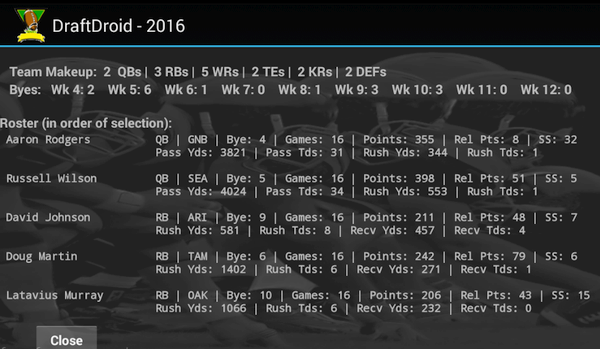 DraftDroid - 2016
Team Makeup: 2 QBs | 3 RBs | 5 WRs | 2 TEs | 2 KRs | 2 DEFs
Byes: Wk 4: 2 Wk 5: 6 Wk 6: 1 Wk 7: 0 Wk 8: 1 Wk 9: 3 Wk 10: 3 Wk 11: 0 Wk 12: 0
Roster (in order of selection):
Aaron Rodgers QB | GNB | Bye: 4 | Games: 16 | Points: 355 | Rel Pts: 8 | SS: 32
Pass Yds: 3821 | Pass Tds: 31 | Rush Yds: 344 | Rush Tds: 1
Russell Wilson QB | SEA | Bye: 5 | Games: 16 | Points: 398 | Rel Pts: 51 | SS: 5
Pass Yds: 4024 | Pass Tds: 34 | Rush Yds: 553 | Rush Tds: 1
David Johnson RB | ARI | Bye: 9 | Games: 16 | Points: 211 | Rel Pts: 48 | SS: 7
Rush Yds: 581 | Rush Tds: 8 | Recv Yds: 457 | Recv Tds: 4
Doug Martin RB | TAM | Bye: 6 | Games: 16 | Points: 242 | Rel Pts: 79 | SS: 6
Rush Yds: 1402 | Rush Tds: 6 | Recv Yds: 271 | Recv Tds: 1
Latavius Murray RB | OAK | Bye: 10 | Games: 16 | Points: 206 | Rel Pts: 43 | SS: 15
Rush Yds: 1066 | Rush Tds: 6 | Recv Yds: 232 | Recv Tds: 0
Close